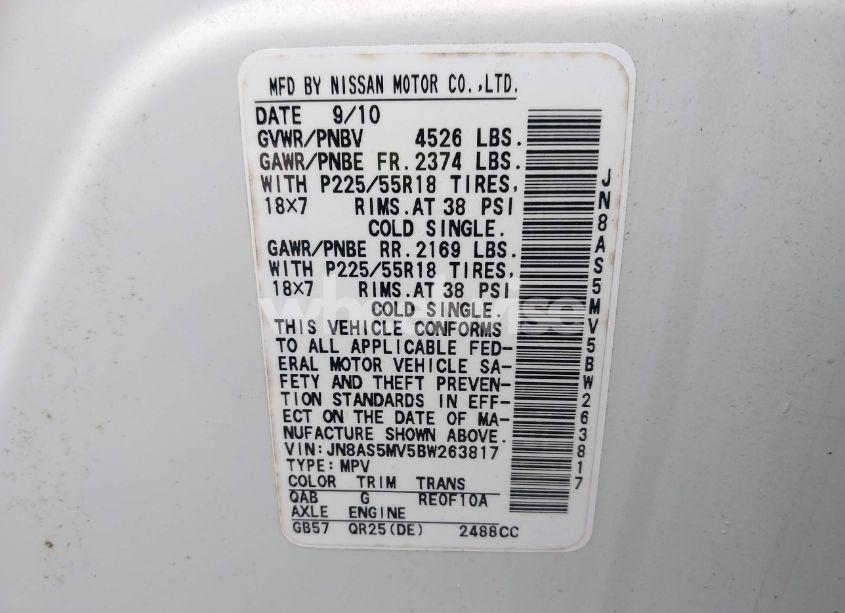 MFD BY NISSAN MOTOR CO.,LTD.
DATE 9/10
GVWR/PNBV 4526 LBS.
GAWR/PNBE FR. 2374 LBS.
WITH P225/55R18 TIRES,
18×7 RIMS.AT 38 PSI
COLD SINGLE.
GAWR/PNBE RR. 2169 LBS.
WITH P225/55R18 TIRES,
18×7 RIMS.AT 38 PSI
COLD SINGLE.
THIS VEHICLE CONFORMS
TO ALL APPLICABLE FED-
ERAL MOTOR VEHICLE SA-
FETY AND THEFT PREVEN-
TION STANDARDS IN EFF-
ECT ON THE DATE OF MA-
NUFACTURE SHOWN ABOVE.
VIN:JN8AS5MV5BW263817
TYPE:MPV
COLOR TRIM TRANS
QAB G RE0F10A
AXLE ENGINE
GB57 QR25(DE) 2488CC
JN8AS5MV5BW263817